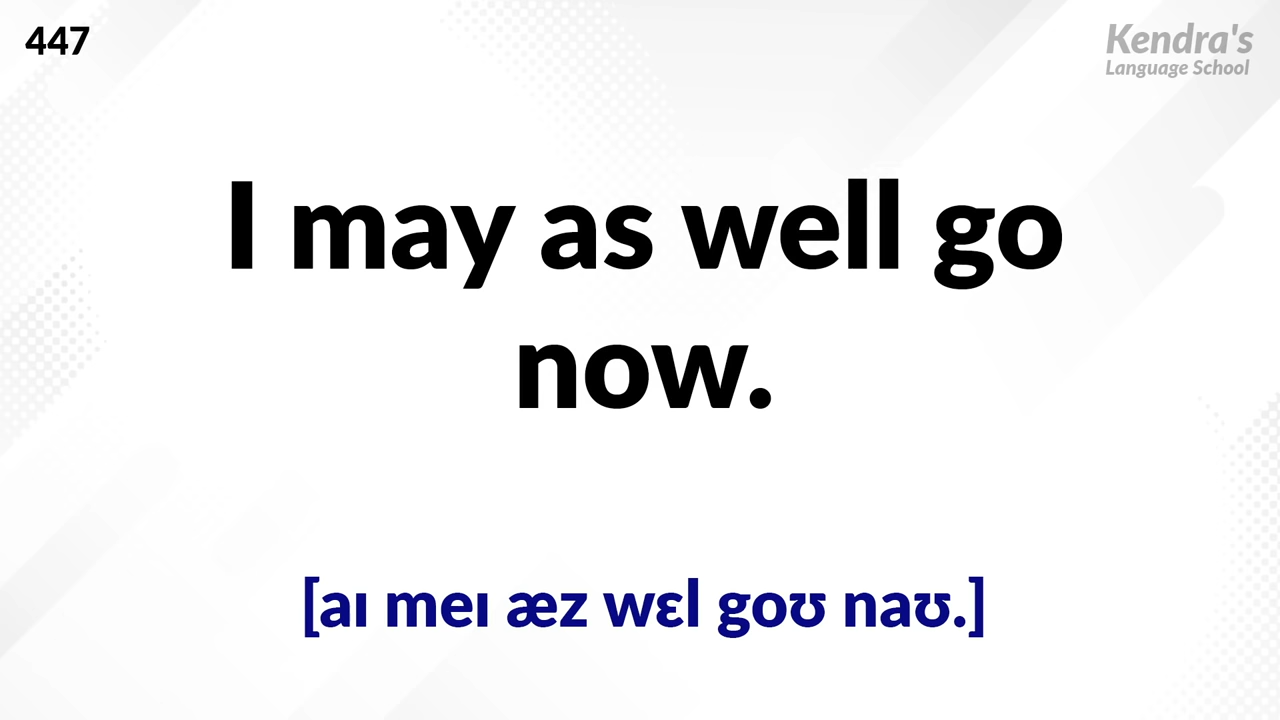 447
Kendra's
Language School
I may as well go
now.
[aɪ meɪ æz wɛl goʊ naʊ.]